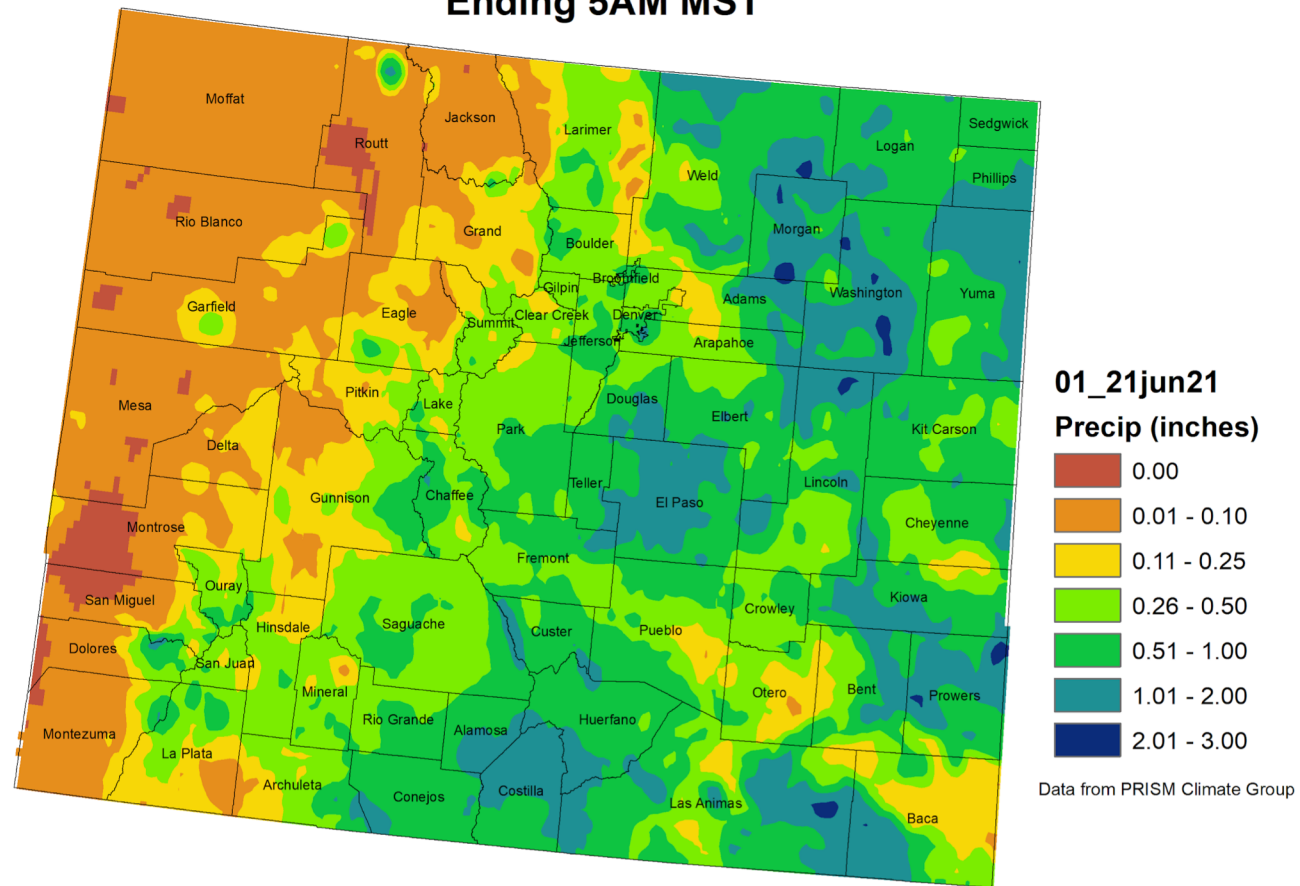 Ending 5AM MST
Moffat
Routt
Jackson
Larimer
Weld
Logan
Sedgwick
Phillips
Rio Blanco
Grand
Boulder
Morgan
Broomfield
Gilpin
Garfield
Eagle
Summit
Clear Creek
Denver
Adams
Washington
Yuma
Jefferson
Arapahoe
Mesa
Pitkin
Lake
Park
Douglas
Elbert
Kit Carson
Delta
Gunnison
Chaffee
Teller
El Paso
Lincoln
Cheyenne
Montrose
Fremont
Ouray
San Miguel
Hinsdale
Saguache
Custer
Pueblo
Crowley
Kiowa
Dolores
San Juan
Mineral
Otero
Bent
Prowers
Montezuma
La Plata
Rio Grande
Alamosa
Huerfano
Archuleta
Conejos
Costilla
Las Animas
Baca
01_21jun21
Precip (inches)
0.00
0.01 - 0.10
0.11 - 0.25
0.26 - 0.50
0.51 - 1.00
1.01 - 2.00
2.01 - 3.00
Data from PRISM Climate Group